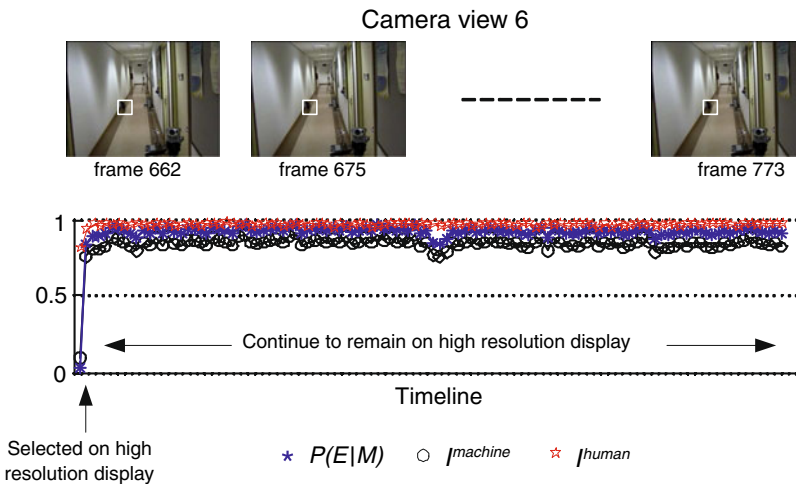 Camera view 6
frame 662
frame 675
frame 773
1
0.5
0
Continue to remain on high resolution display
Timeline
Selected on high
resolution display
P(E|M)
I^machine
I^human